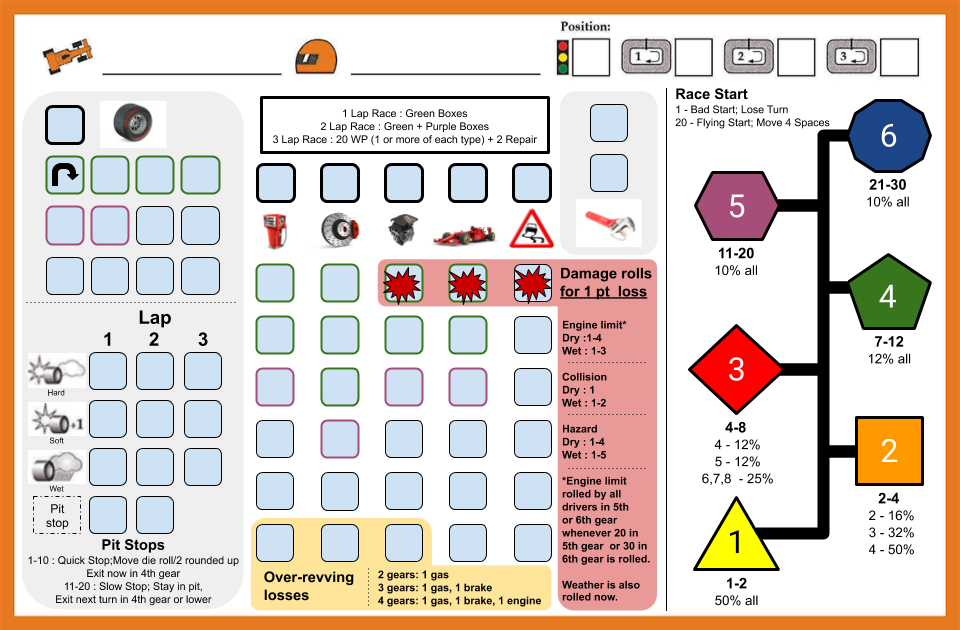 Position:
1
2
3
Race Start
1 - Bad Start; Lose Turn
20 - Flying Start; Move 4 Spaces
1 Lap Race : Green Boxes
2 Lap Race : Green + Purple Boxes
3 Lap Race : 20 WP (1 or more of each type) + 2 Repair
Lap
1 2 3
Hard
+1
Soft
Wet
Pit
stop
Pit Stops
1-10 : Quick Stop;Move die roll/2 rounded up
Exit now in 4th gear
11-20 : Slow Stop; Stay in pit,
Exit next turn in 4th gear or lower
Damage rolls
for 1 pt loss
Engine limit*
Dry :1-4
Wet : 1-3
Collision
Dry : 1
Wet : 1-2
Hazard
Dry : 1-4
Wet : 1-5
*Engine limit
rolled by all
drivers in 5th
or 6th gear
whenever 20 in
5th gear or 30 in
6th gear is rolled.
Weather is also
rolled now.
Over-revving
losses
2 gears: 1 gas
3 gears: 1 gas, 1 brake
4 gears: 1 gas, 1 brake, 1 engine
6
21-30
10% all
5
11-20
10% all
4
7-12
12% all
3
4-8
4 - 12%
5 - 12%
6,7,8 - 25%
2
2-4
2 - 16%
3 - 32%
4 - 50%
1
1-2
50% all